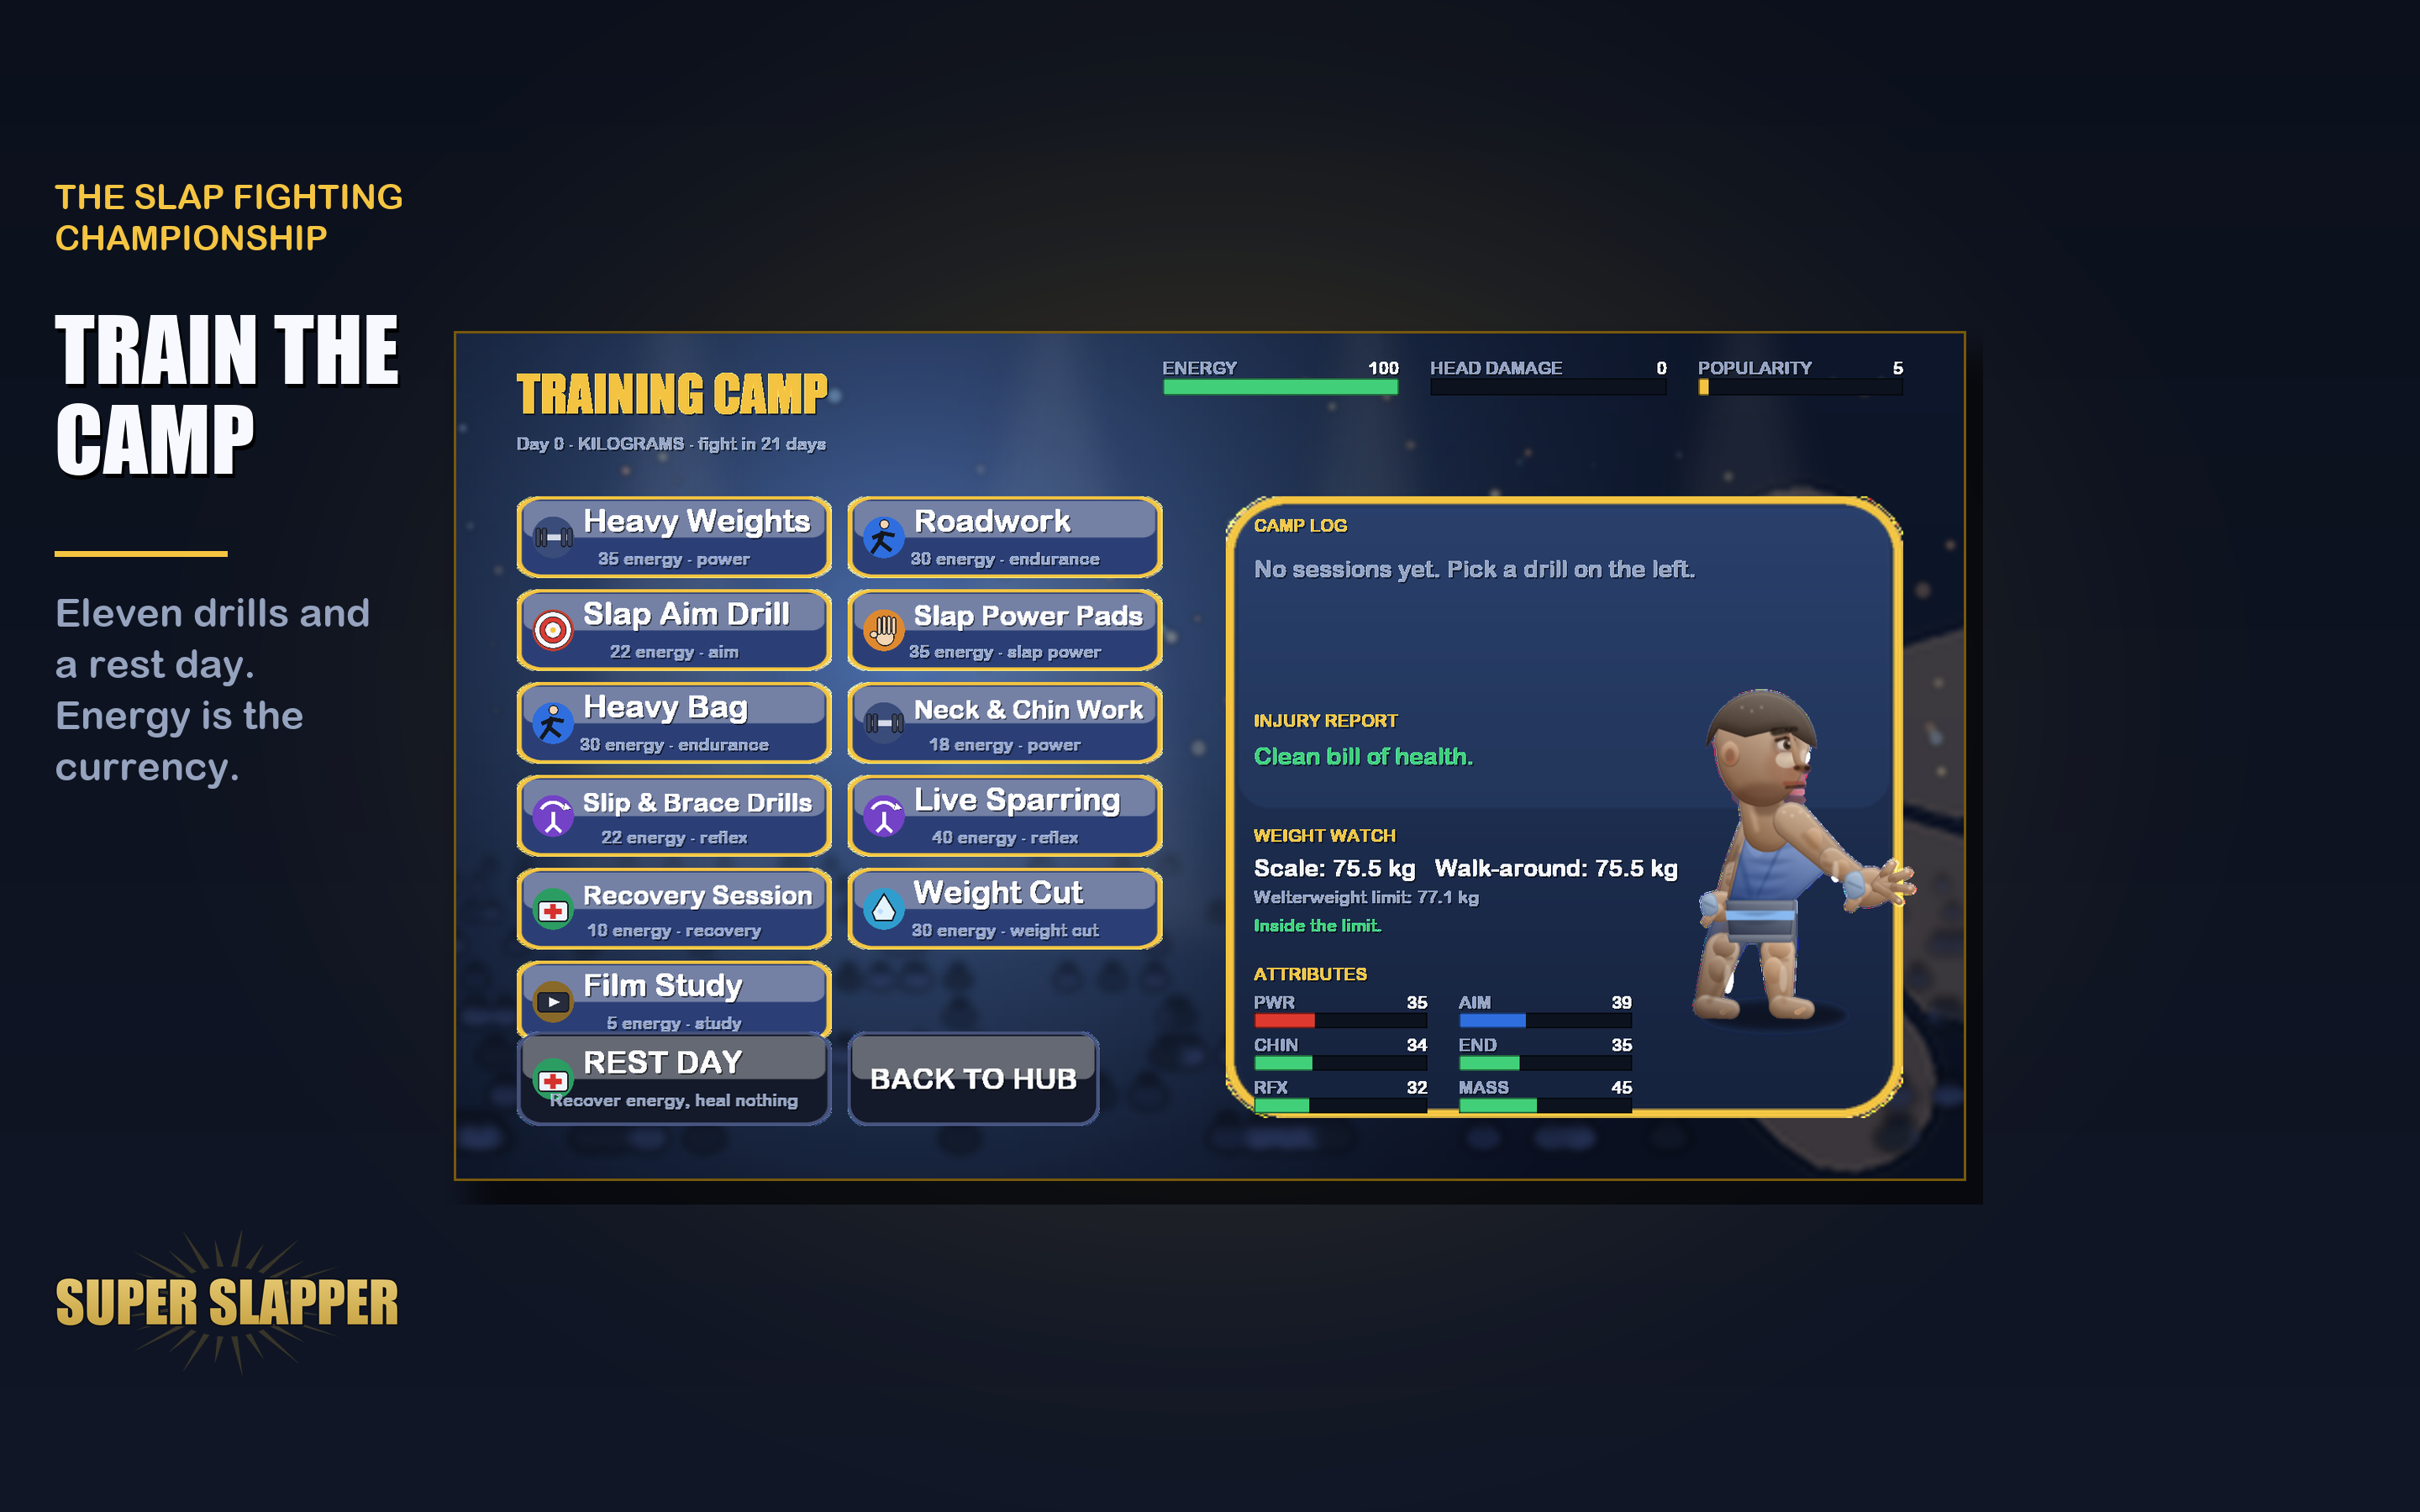 THE SLAP FIGHTING
CHAMPIONSHIP
TRAIN THE
CAMP
Eleven drills and
a rest day.
Energy is the
currency.
SUPER SLAPPER
TRAINING CAMP
Day 0 - KILOGRAMS - fight in 21 days
ENERGY 100
HEAD DAMAGE 0
POPULARITY 5
Heavy Weights
35 energy - power
Roadwork
30 energy - endurance
Slap Aim Drill
22 energy - aim
Slap Power Pads
35 energy - slap power
Heavy Bag
30 energy - endurance
Neck & Chin Work
18 energy - power
Slip & Brace Drills
22 energy - reflex
Live Sparring
40 energy - reflex
Recovery Session
10 energy - recovery
Weight Cut
30 energy - weight cut
Film Study
5 energy - study
REST DAY
Recover energy, heal nothing
BACK TO HUB
CAMP LOG
No sessions yet. Pick a drill on the left.
INJURY REPORT
Clean bill of health.
WEIGHT WATCH
Scale: 75.5 kg Walk-around: 75.5 kg
Welterweight limit: 77.1 kg
Inside the limit.
ATTRIBUTES
PWR 35 AIM 39
CHIN 34 END 35
RFX 32 MASS 45